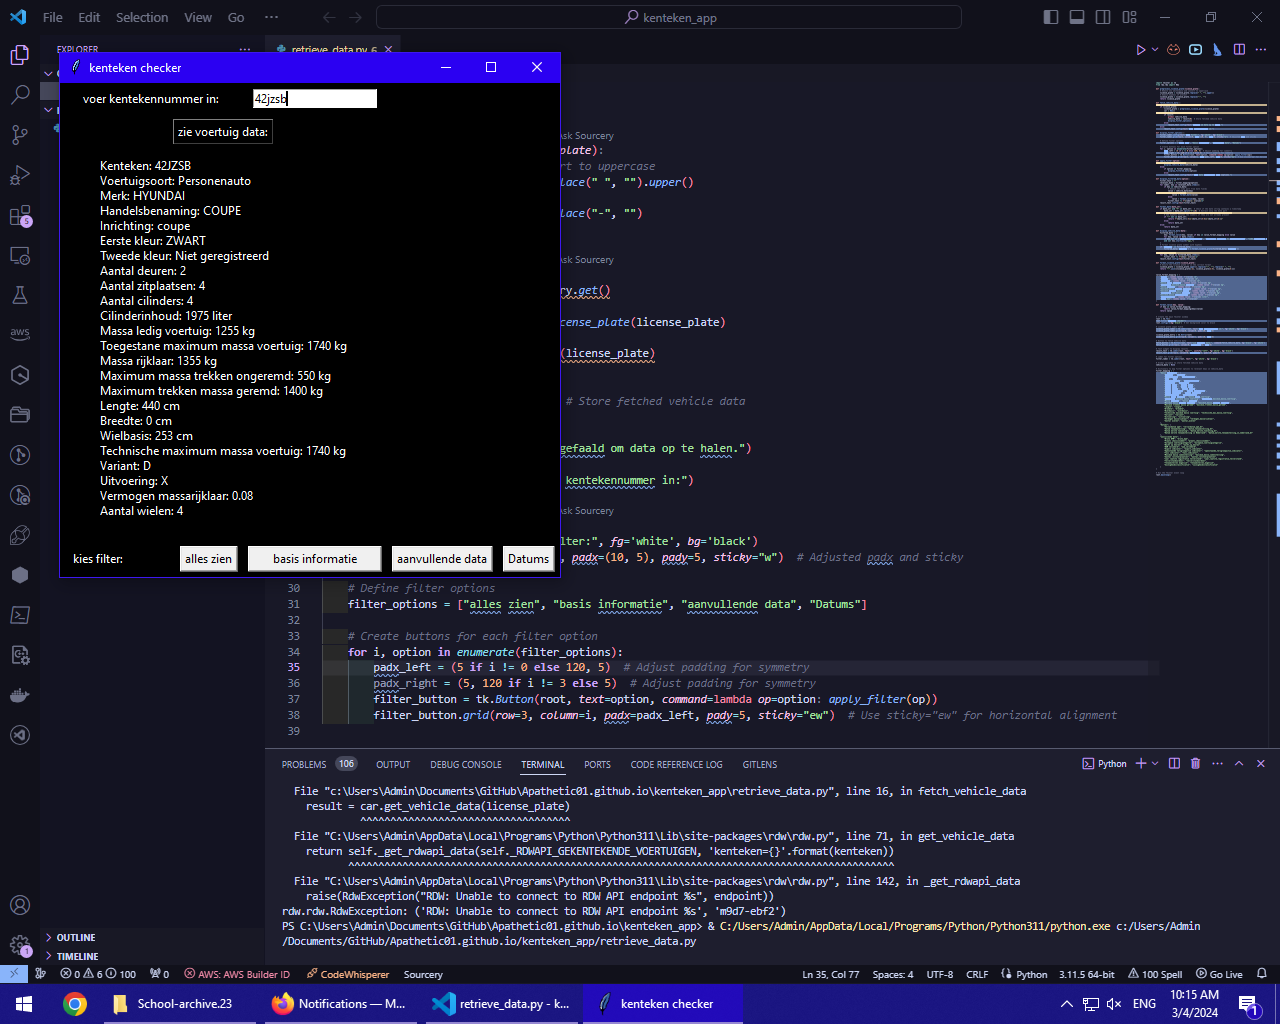 File Edit Selection View Go ···
kenteken_app
EXPLORER ···
retrieve_data.py 6
kenteken checker
voer kentekennummer in:
42jzsb
zie voertuig data:
Kenteken: 42JZSB
Voertuigsoort: Personenauto
Merk: HYUNDAI
Handelsbenaming: COUPE
Inrichting: coupe
Eerste kleur: ZWART
Tweede kleur: Niet geregistreerd
Aantal deuren: 2
Aantal zitplaatsen: 4
Aantal cilinders: 4
Cilinderinhoud: 1975 liter
Massa ledig voertuig: 1255 kg
Toegestane maximum massa voertuig: 1740 kg
Massa rijklaar: 1355 kg
Maximum massa trekken ongeremd: 550 kg
Maximum trekken massa geremd: 1400 kg
Lengte: 440 cm
Breedte: 0 cm
Wielbasis: 253 cm
Technische maximum massa voertuig: 1740 kg
Variant: D
Uitvoering: X
Vermogen massarijklaar: 0.08
Aantal wielen: 4
kies filter:
alles zien
basis informatie
aanvullende data
Datums
Ask Sourcery
plate):
rt to uppercase
lace(" ", "").upper()
lace("-", "")
Ask Sourcery
ry.get()
cense_plate(license_plate)
(license_plate)
# Store fetched vehicle data
gefaald om data op te halen.")
kentekennummer in:")
Ask Sourcery
lter:", fg='white', bg='black')
, padx=(10, 5), pady=5, sticky="w")  # Adjusted padx and sticky
30 # Define filter options
31 filter_options = ["alles zien", "basis informatie", "aanvullende data", "Datums"]
32
33 # Create buttons for each filter option
34 for i, option in enumerate(filter_options):
35 padx_left = (5 if i != 0 else 120, 5)  # Adjust padding for symmetry
36 padx_right = (5, 120 if i != 3 else 5)  # Adjust padding for symmetry
37 filter_button = tk.Button(root, text=option, command=lambda op=option: apply_filter(op))
38 filter_button.grid(row=3, column=i, padx=padx_left, pady=5, sticky="ew")  # Use sticky="ew" for horizontal alignment
39
PROBLEMS 106 OUTPUT DEBUG CONSOLE TERMINAL PORTS CODE REFERENCE LOG GITLENS
Python
File "c:\Users\Admin\Documents\GitHub\Apathetic01.github.io\kenteken_app\retrieve_data.py", line 16, in fetch_vehicle_data
result = car.get_vehicle_data(license_plate)
^^^^^^^^^^^^^^^^^^^^^^^^^^^^^^^^^^^
File "C:\Users\Admin\AppData\Local\Programs\Python\Python311\Lib\site-packages\rdw\rdw.py", line 71, in get_vehicle_data
return self._get_rdwapi_data(self._RDWAPI_GEKENTEKENDE_VOERTUIGEN, 'kenteken={}'.format(kenteken))
^^^^^^^^^^^^^^^^^^^^^^^^^^^^^^^^^^^^^^^^^^^^^^^^^^^^^^^^^^^^^^^^^^^^^^^^^^^^^^^^^^^^^^^^^^^
File "C:\Users\Admin\AppData\Local\Programs\Python\Python311\Lib\site-packages\rdw\rdw.py", line 142, in _get_rdwapi_data
raise(RdwException("RDW: Unable to connect to RDW API endpoint %s", endpoint))
rdw.rdw.RdwException: ('RDW: Unable to connect to RDW API endpoint %s', 'm9d7-ebf2')
PS C:\Users\Admin\Documents\GitHub\Apathetic01.github.io\kenteken_app> & C:/Users/Admin/AppData/Local/Programs/Python/Python311/python.exe c:/Users/Admin
/Documents/GitHub/Apathetic01.github.io/kenteken_app/retrieve_data.py
aws
5
OUTLINE
TIMELINE
1
0 6 100 0 AWS: AWS Builder ID CodeWhisperer Sourcery
Ln 35, Col 77 Spaces: 4 UTF-8 CRLF Python 3.11.5 64-bit 100 Spell Go Live
School-archive.23
Notifications — M...
retrieve_data.py - k...
kenteken checker
ENG
10:15 AM
3/4/2024
1